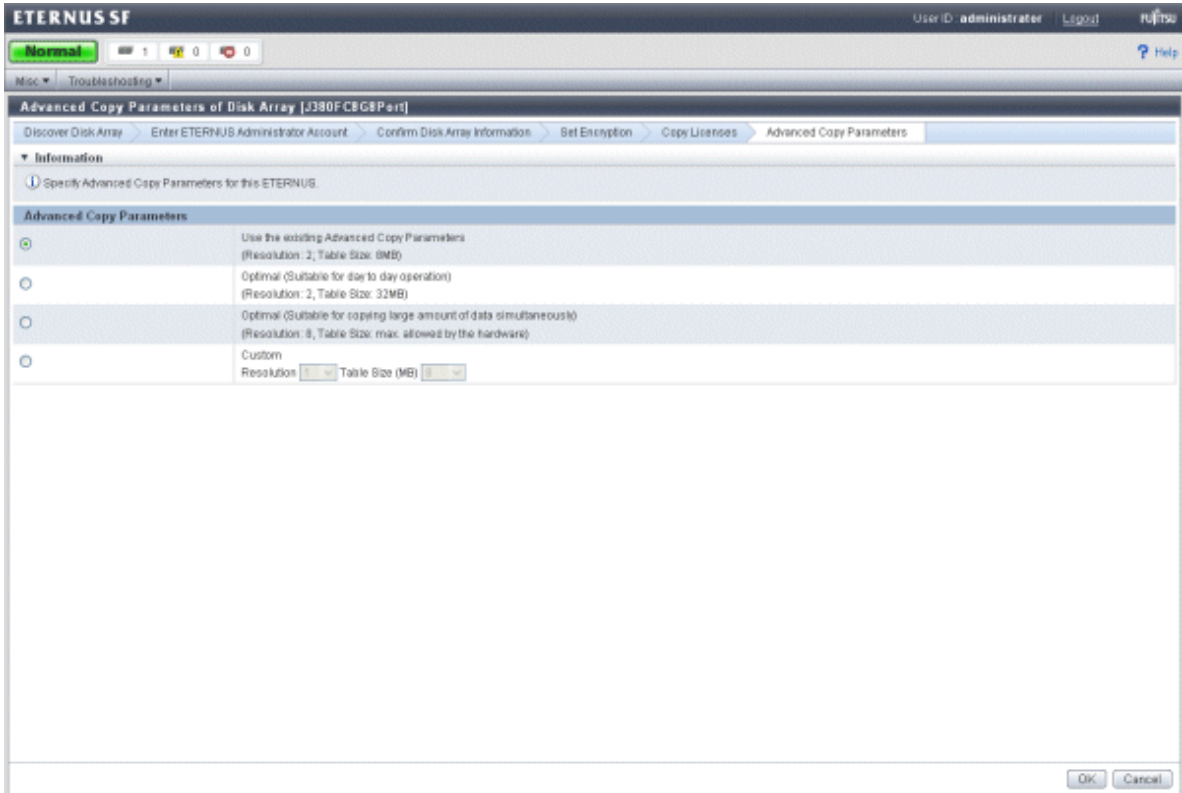 ETERNUS SF
User ID: administrater Logout FUJITSU
Normal 1 0 0
? Help
Misc Troubleshooting
Advanced Copy Parameters of Disk Array [J380FC8G8Port]
Discover Disk Array Enter ETERNUS Administrator Account Confirm Disk Array Information Set Encryption Copy Licenses Advanced Copy Parameters
Information
Specify Advanced Copy Parameters for this ETERNUS.
Advanced Copy Parameters
Use the existing Advanced Copy Parameters
(Resolution: 2, Table Size: 8MB)
Optimal (Suitable for day to day operation)
(Resolution: 2, Table Size: 32MB)
Optimal (Suitable for copying large amount of data simultaneously)
(Resolution: 8, Table Size: max. allowed by the hardware)
Custom
Resolution 1 Table Size (MB) 8
OK Cancel